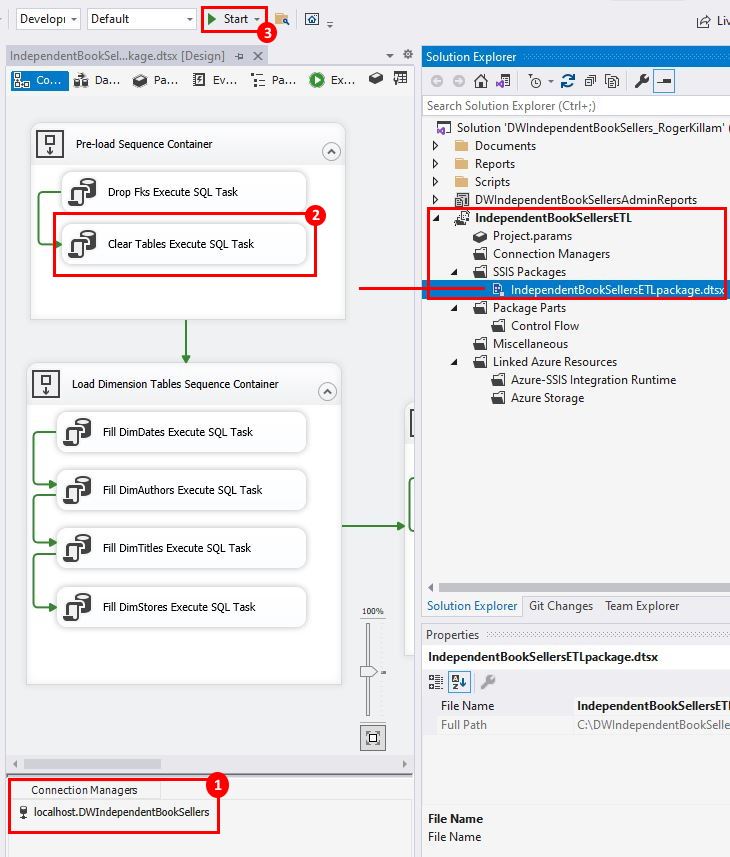 Developı
Default
Start
3
Liv
IndependentBookSel...kage.dtsx [Design]
Co...
Da...
Pa...
Ev...
Pa...
Ex...
Pre-load Sequence Container
Drop Fks Execute SQL Task
2
Clear Tables Execute SQL Task
Load Dimension Tables Sequence Container
Fill DimDates Execute SQL Task
Fill DimAuthors Execute SQL Task
Fill DimTitles Execute SQL Task
Fill DimStores Execute SQL Task
100%
1
Connection Managers
localhost.DWIndependentBookSellers
Solution Explorer
Search Solution Explorer (Ctrl+;)
Solution 'DWIndependentBookSellers_RogerKillam' (
Documents
Reports
Scripts
DWIndependentBookSellersAdminReports
IndependentBookSellersETL
Project.params
Connection Managers
SSIS Packages
IndependentBookSellersETLpackage.dtsx
Package Parts
Control Flow
Miscellaneous
Linked Azure Resources
Azure-SSIS Integration Runtime
Azure Storage
Solution Explorer Git Changes Team Explorer
Properties
IndependentBookSellersETLpackage.dtsx
File Name IndependentBookSellersETl
Full Path C:\DWIndependentBookSelle
File Name
File Name